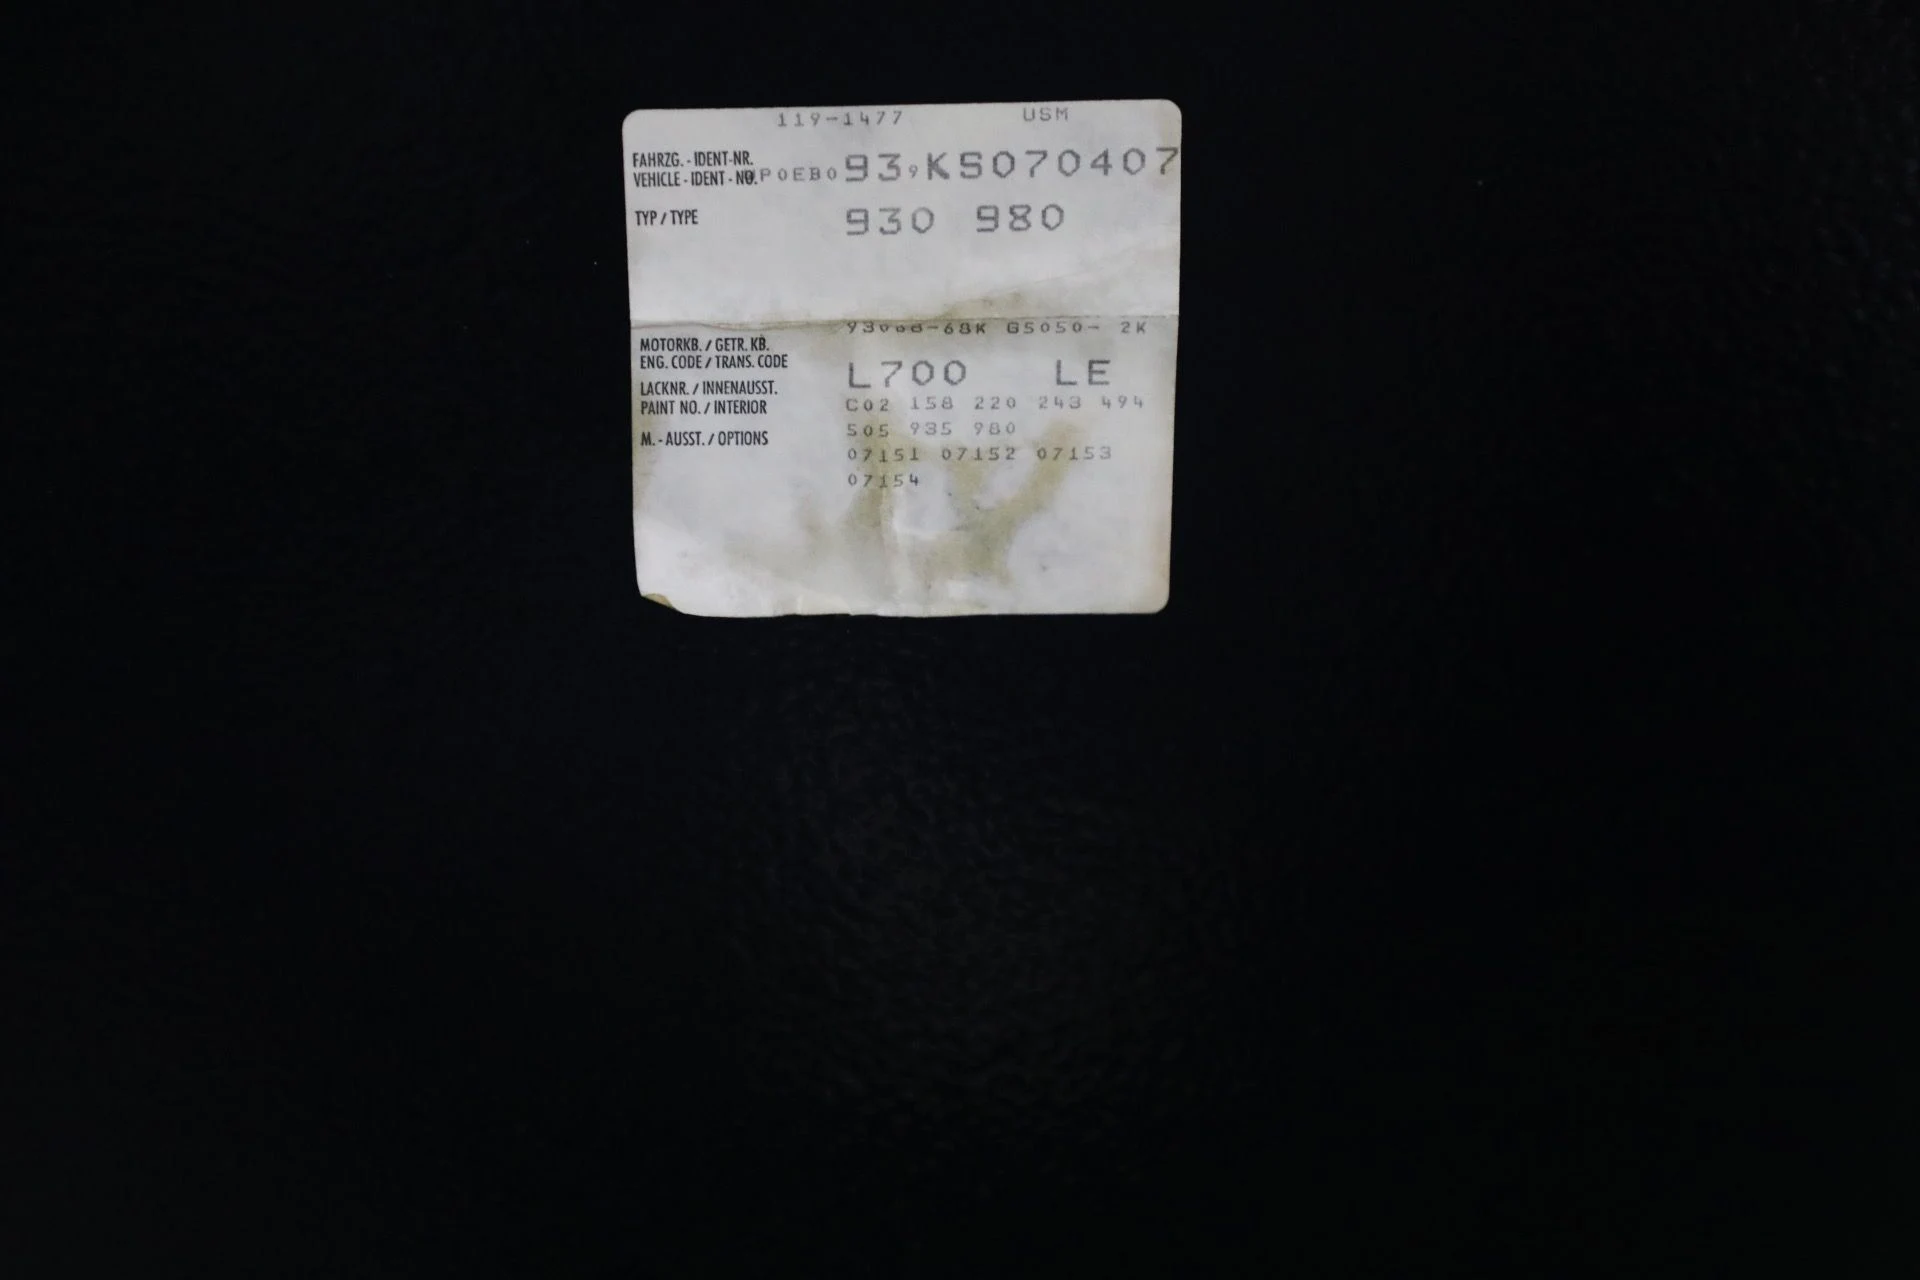 119-1477 USM
FAHRZG. - IDENT-NR.
VEHICLE - IDENT - NO. WP0EB093,KS070407
TYP / TYPE 930 980
93068-68K G5050- 2K
MOTORKB. / GETR. KB.
ENG. CODE / TRANS. CODE
L700 LE
LACKNR. / INNENAUSST.
PAINT NO. / INTERIOR
C02 158 220 243 494
M. - AUSST. / OPTIONS
505 935 980
07151 07152 07153
07154